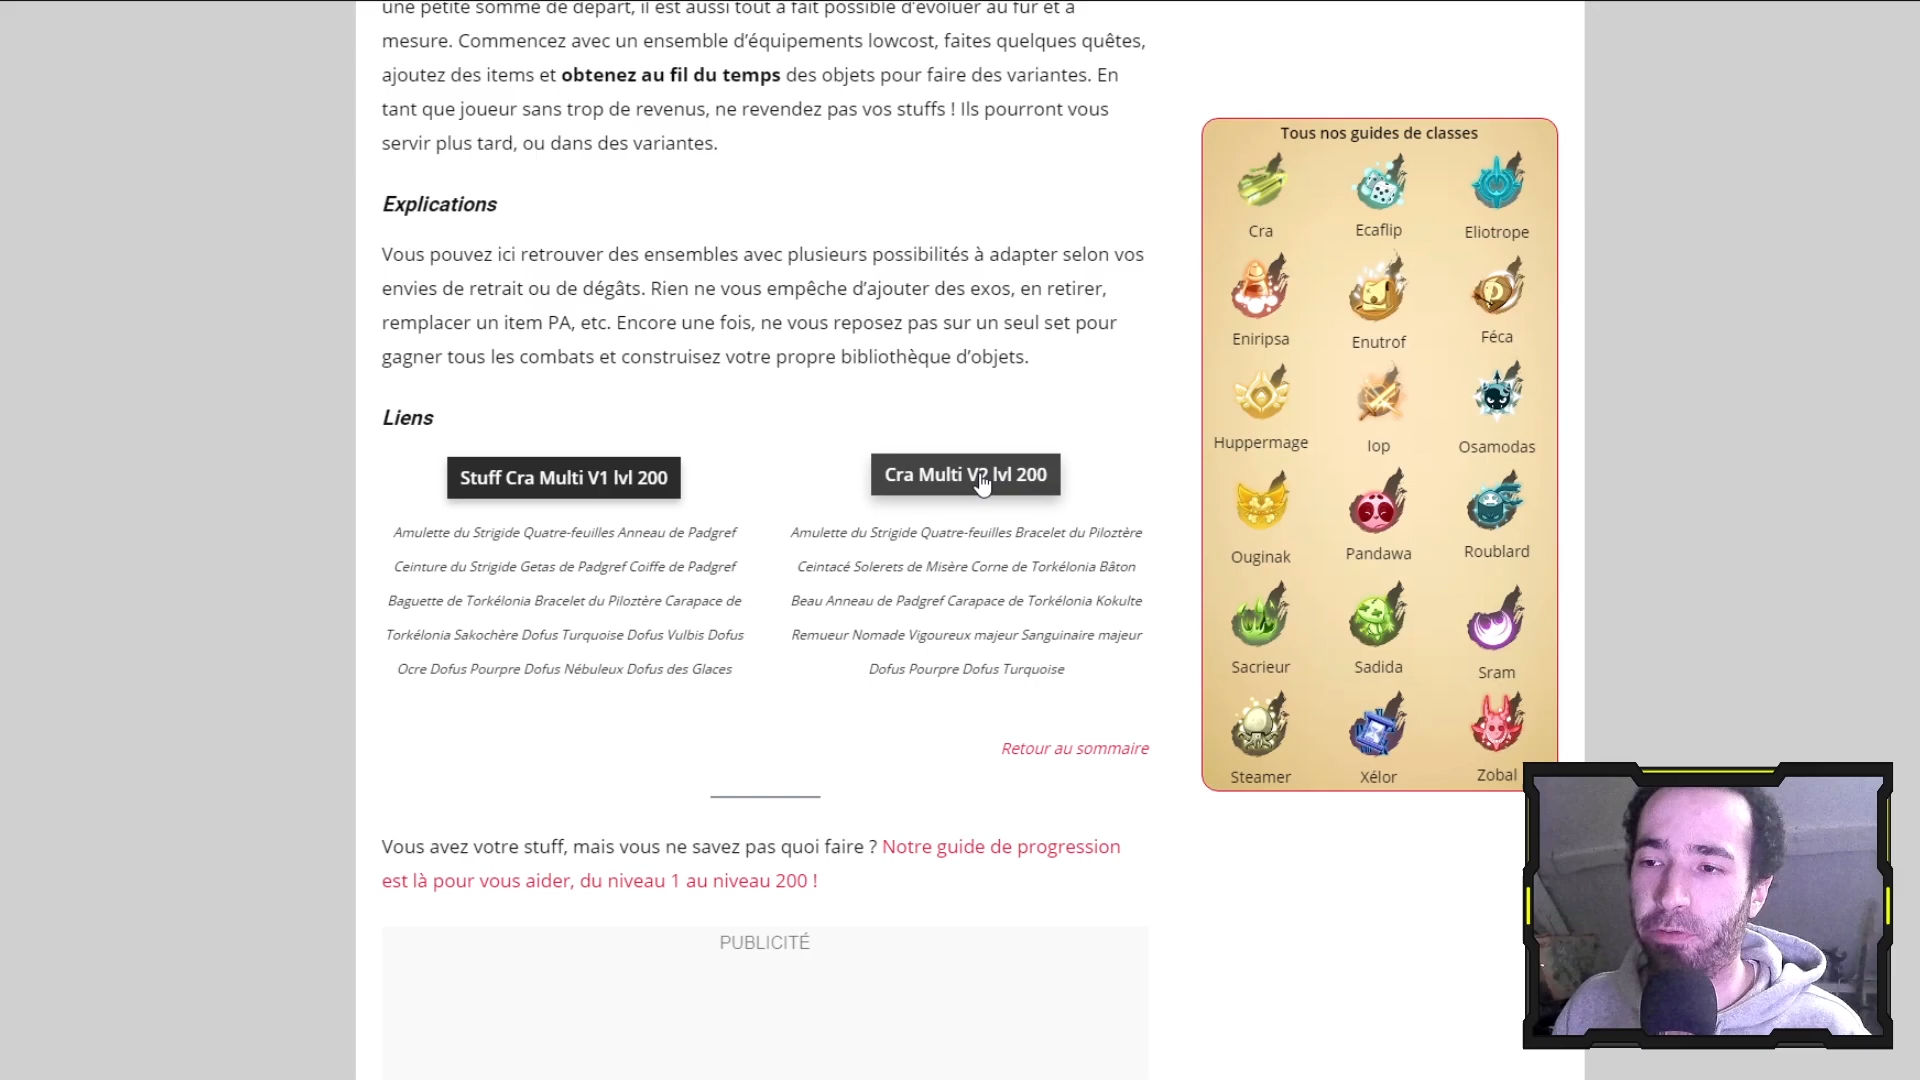 une petite somme de départ, il est aussi tout à fait possible d'évoluer au fur et à
mesure. Commencez avec un ensemble d'équipements lowcost, faites quelques quêtes,
ajoutez des items et obtenez au fil du temps des objets pour faire des variantes. En
tant que joueur sans trop de revenus, ne revendez pas vos stuffs ! Ils pourront vous
servir plus tard, ou dans des variantes.
Explications
Vous pouvez ici retrouver des ensembles avec plusieurs possibilités à adapter selon vos
envies de retrait ou de dégâts. Rien ne vous empêche d'ajouter des exos, en retirer,
remplacer un item PA, etc. Encore une fois, ne vous reposez pas sur un seul set pour
gagner tous les combats et construisez votre propre bibliothèque d'objets.
Liens
Stuff Cra Multi V1 lvl 200
Amulette du Strigide Quatre-feuilles Anneau de Padgref
Ceinture du Strigide Getas de Padgref Coiffe de Padgref
Baguette de Torkélonia Bracelet du Piloztère Carapace de
Torkélonia Sakochère Dofus Turquoise Dofus Vulbis Dofus
Ocre Dofus Pourpre Dofus Nébuleux Dofus des Glaces
Cra Multi V2 lvl 200
Amulette du Strigide Quatre-feuilles Bracelet du Piloztère
Ceintacé Solerets de Misère Corne de Torkélonia Bâton
Beau Anneau de Padgref Carapace de Torkélonia Kokulte
Remueur Nomade Vigoureux majeur Sanguinaire majeur
Dofus Pourpre Dofus Turquoise
Retour au sommaire
Vous avez votre stuff, mais vous ne savez pas quoi faire ? Notre guide de progression
est là pour vous aider, du niveau 1 au niveau 200 !
PUBLICITÉ
Tous nos guides de classes
Cra
Ecaflip
Eliotrope
Eniripsa
Enutrof
Féca
Huppermage
Iop
Osamodas
Ouginak
Pandawa
Roublard
Sacrieur
Sadida
Sram
Steamer
Xélor
Zobal